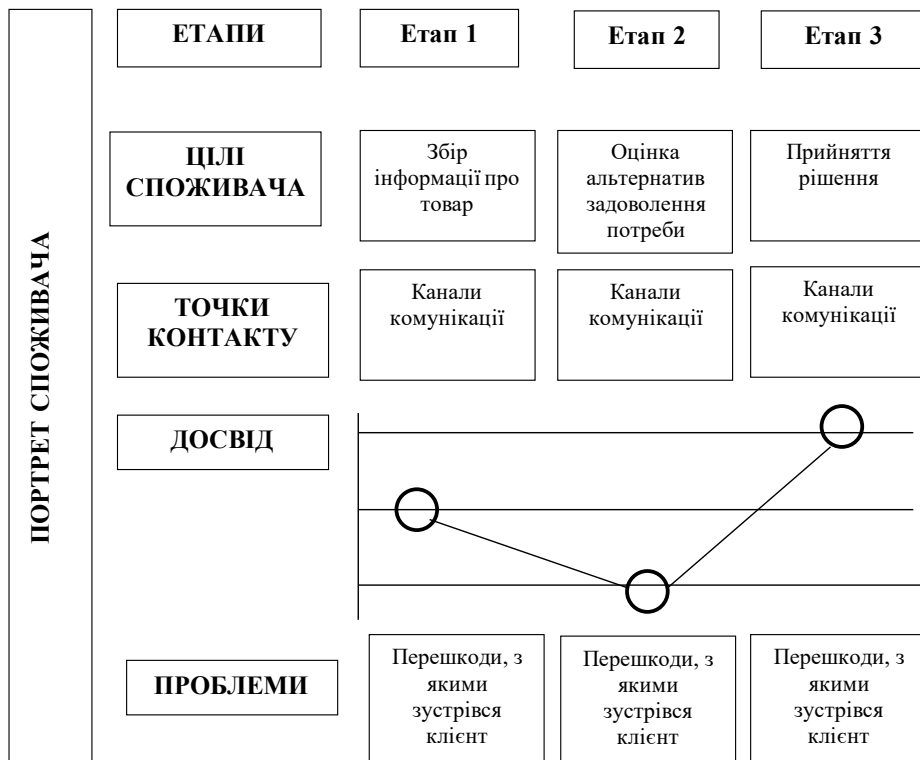 ПОРТРЕТ СПОЖИВАЧА
ЕТАПИ
Етап 1
Етап 2
Етап 3
ЦІЛІ
СПОЖИВАЧА
Збір
інформації про
товар
Оцінка
альтернатив
задоволення
потреби
Прийняття
рішення
ТОЧКИ
КОНТАКТУ
Канали
комунікації
Канали
комунікації
Канали
комунікації
ДОСВІД
ПРОБЛЕМИ
Перешкоди, з
якими
зустрівся
клієнт
Перешкоди, з
якими
зустрівся
клієнт
Перешкоди, з
якими
зустрівся
клієнт